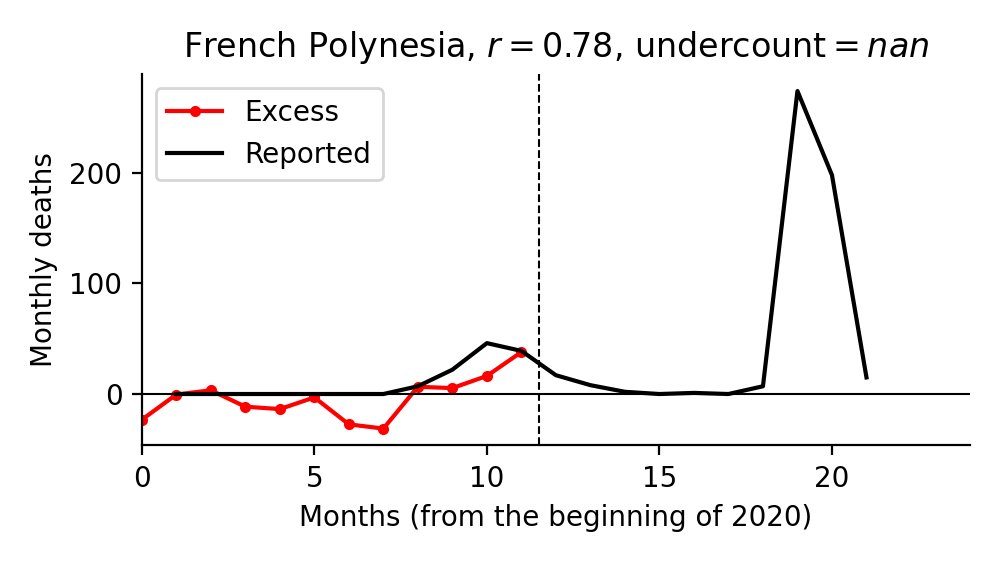 French Polynesia, r = 0.78, undercount = nan
Excess
Reported
Monthly deaths
200
100
0
0 5 10 15 20
Months (from the beginning of 2020)